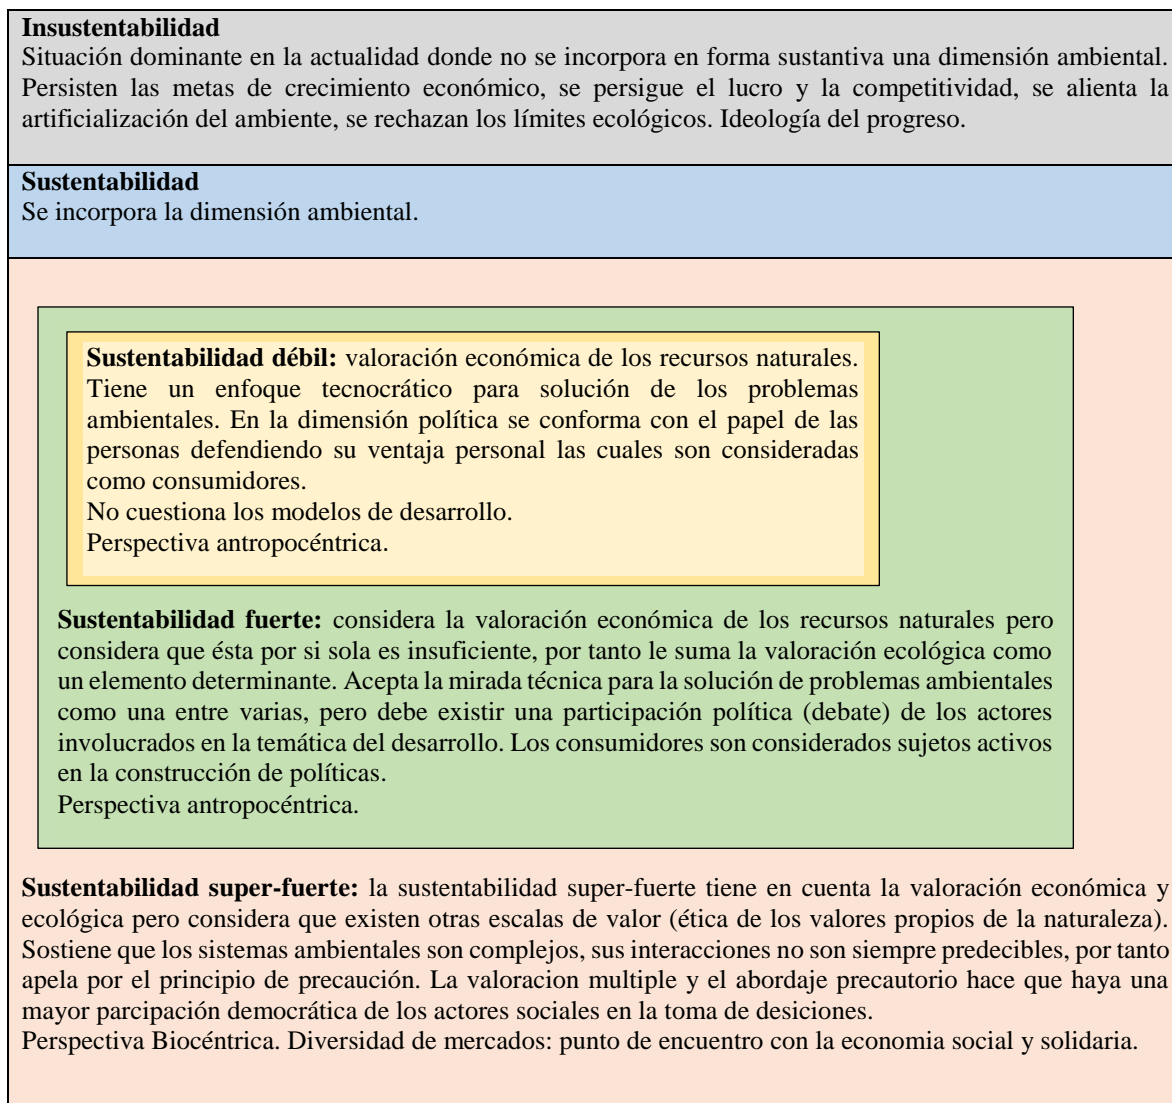 Insustentabilidad
Situación dominante en la actualidad donde no se incorpora en forma sustantiva una dimensión ambiental.
Persisten las metas de crecimiento económico, se persigue el lucro y la competitividad, se alienta la
artificialización del ambiente, se rechazan los límites ecológicos. Ideología del progreso.
Sustentabilidad
Se incorpora la dimensión ambiental.
Sustentabilidad débil: valoración económica de los recursos naturales.
Tiene un enfoque tecnocrático para solución de los problemas
ambientales. En la dimensión política se conforma con el papel de las
personas defendiendo su ventaja personal las cuales son consideradas
como consumidores.
No cuestiona los modelos de desarrollo.
Perspectiva antropocéntrica.
Sustentabilidad fuerte: considera la valoración económica de los recursos naturales pero
considera que ésta por si sola es insuficiente, por tanto le suma la valoración ecológica como
un elemento determinante. Acepta la mirada técnica para la solución de problemas ambientales
como una entre varias, pero debe existir una participación política (debate) de los actores
involucrados en la temática del desarrollo. Los consumidores son considerados sujetos activos
en la construcción de políticas.
Perspectiva antropocéntrica.
Sustentabilidad super-fuerte: la sustentabilidad super-fuerte tiene en cuenta la valoración económica y
ecológica pero considera que existen otras escalas de valor (ética de los valores propios de la naturaleza).
Sostiene que los sistemas ambientales son complejos, sus interacciones no son siempre predecibles, por tanto
apela por el principio de precaución. La valoracion multiple y el abordaje precautorio hace que haya una
mayor parcipación democrática de los actores sociales en la toma de desiciones.
Perspectiva Biocéntrica. Diversidad de mercados: punto de encuentro con la economia social y solidaria.